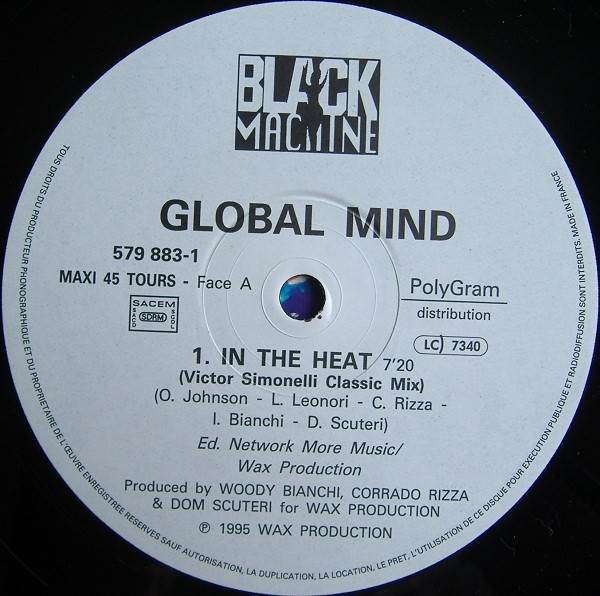 BLACK
MACHINE
GLOBAL MIND
579 883-1
MAXI 45 TOURS - Face A
PolyGram
distribution
SACEM
SACD
SDRM
SGDL
LC 7340
1. IN THE HEAT 7'20
(Victor Simonelli Classic Mix)
(O. Johnson - L. Leonori - C. Rizza -
I. Bianchi - D. Scuteri)
Ed. Network More Music/
Wax Production
Produced by WOODY BIANCHI, CORRADO RIZZA
& DOM SCUTERI for WAX PRODUCTION
℗ 1995 WAX PRODUCTION
TOUS DROITS DU PRODUCTEUR PHONOGRAPHIQUE ET DU PROPRIETAIRE DE L'ŒUVRE ENREGISTREE RESERVES SAUF AUTORISATION, LA DUPLICATION, LA LOCATION, LE PRET, L'UTILISATION DE CE DISQUE POUR EXECUTION PUBLIQUE ET RADIODIFFUSION SONT INTERDITS. MADE IN FRANCE